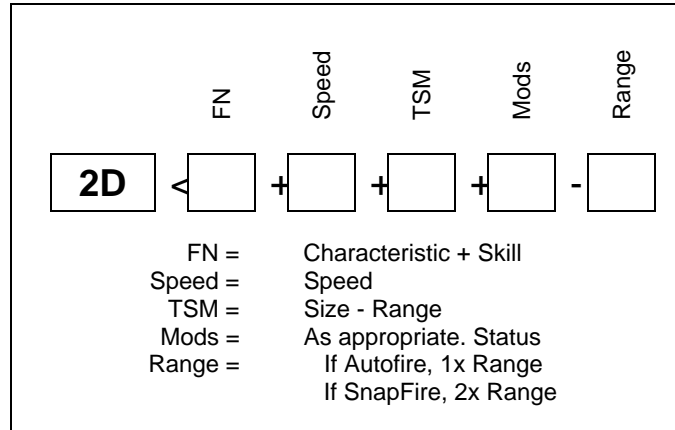 FN Speed TSM Mods Range
2D < + + + -
FN = Characteristic + Skill
Speed = Speed
TSM = Size - Range
Mods = As appropriate. Status
Range = If Autofire, 1x Range
If SnapFire, 2x Range